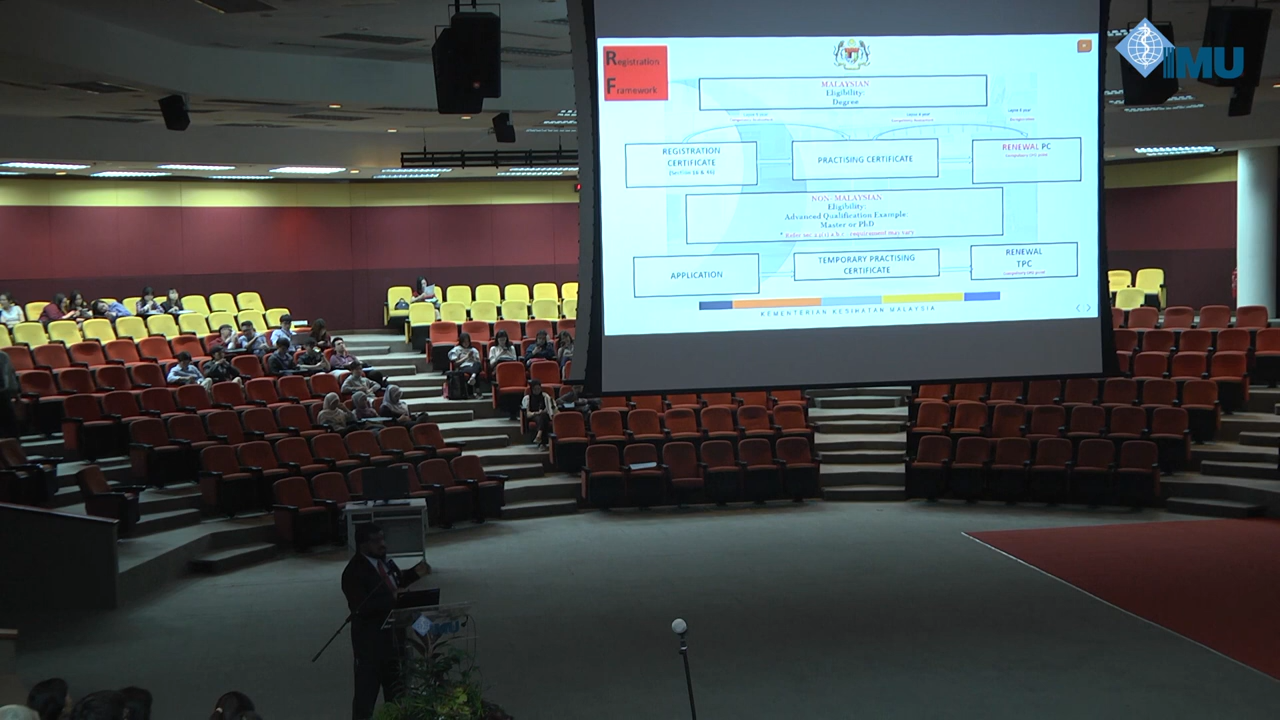 IMU
Registration
Framework
MALAYSIAN
Eligibility:
Degree
REGISTRATION
CERTIFICATE
PRACTISING CERTIFICATE
RENEWAL PC
NON-MALAYSIAN
Eligibility:
Advanced Qualification Example:
Master or PhD
APPLICATION
TEMPORARY PRACTISING
CERTIFICATE
RENEWAL
TPC
KEMENTERIAN KESIHATAN MALAYSIA
IMU